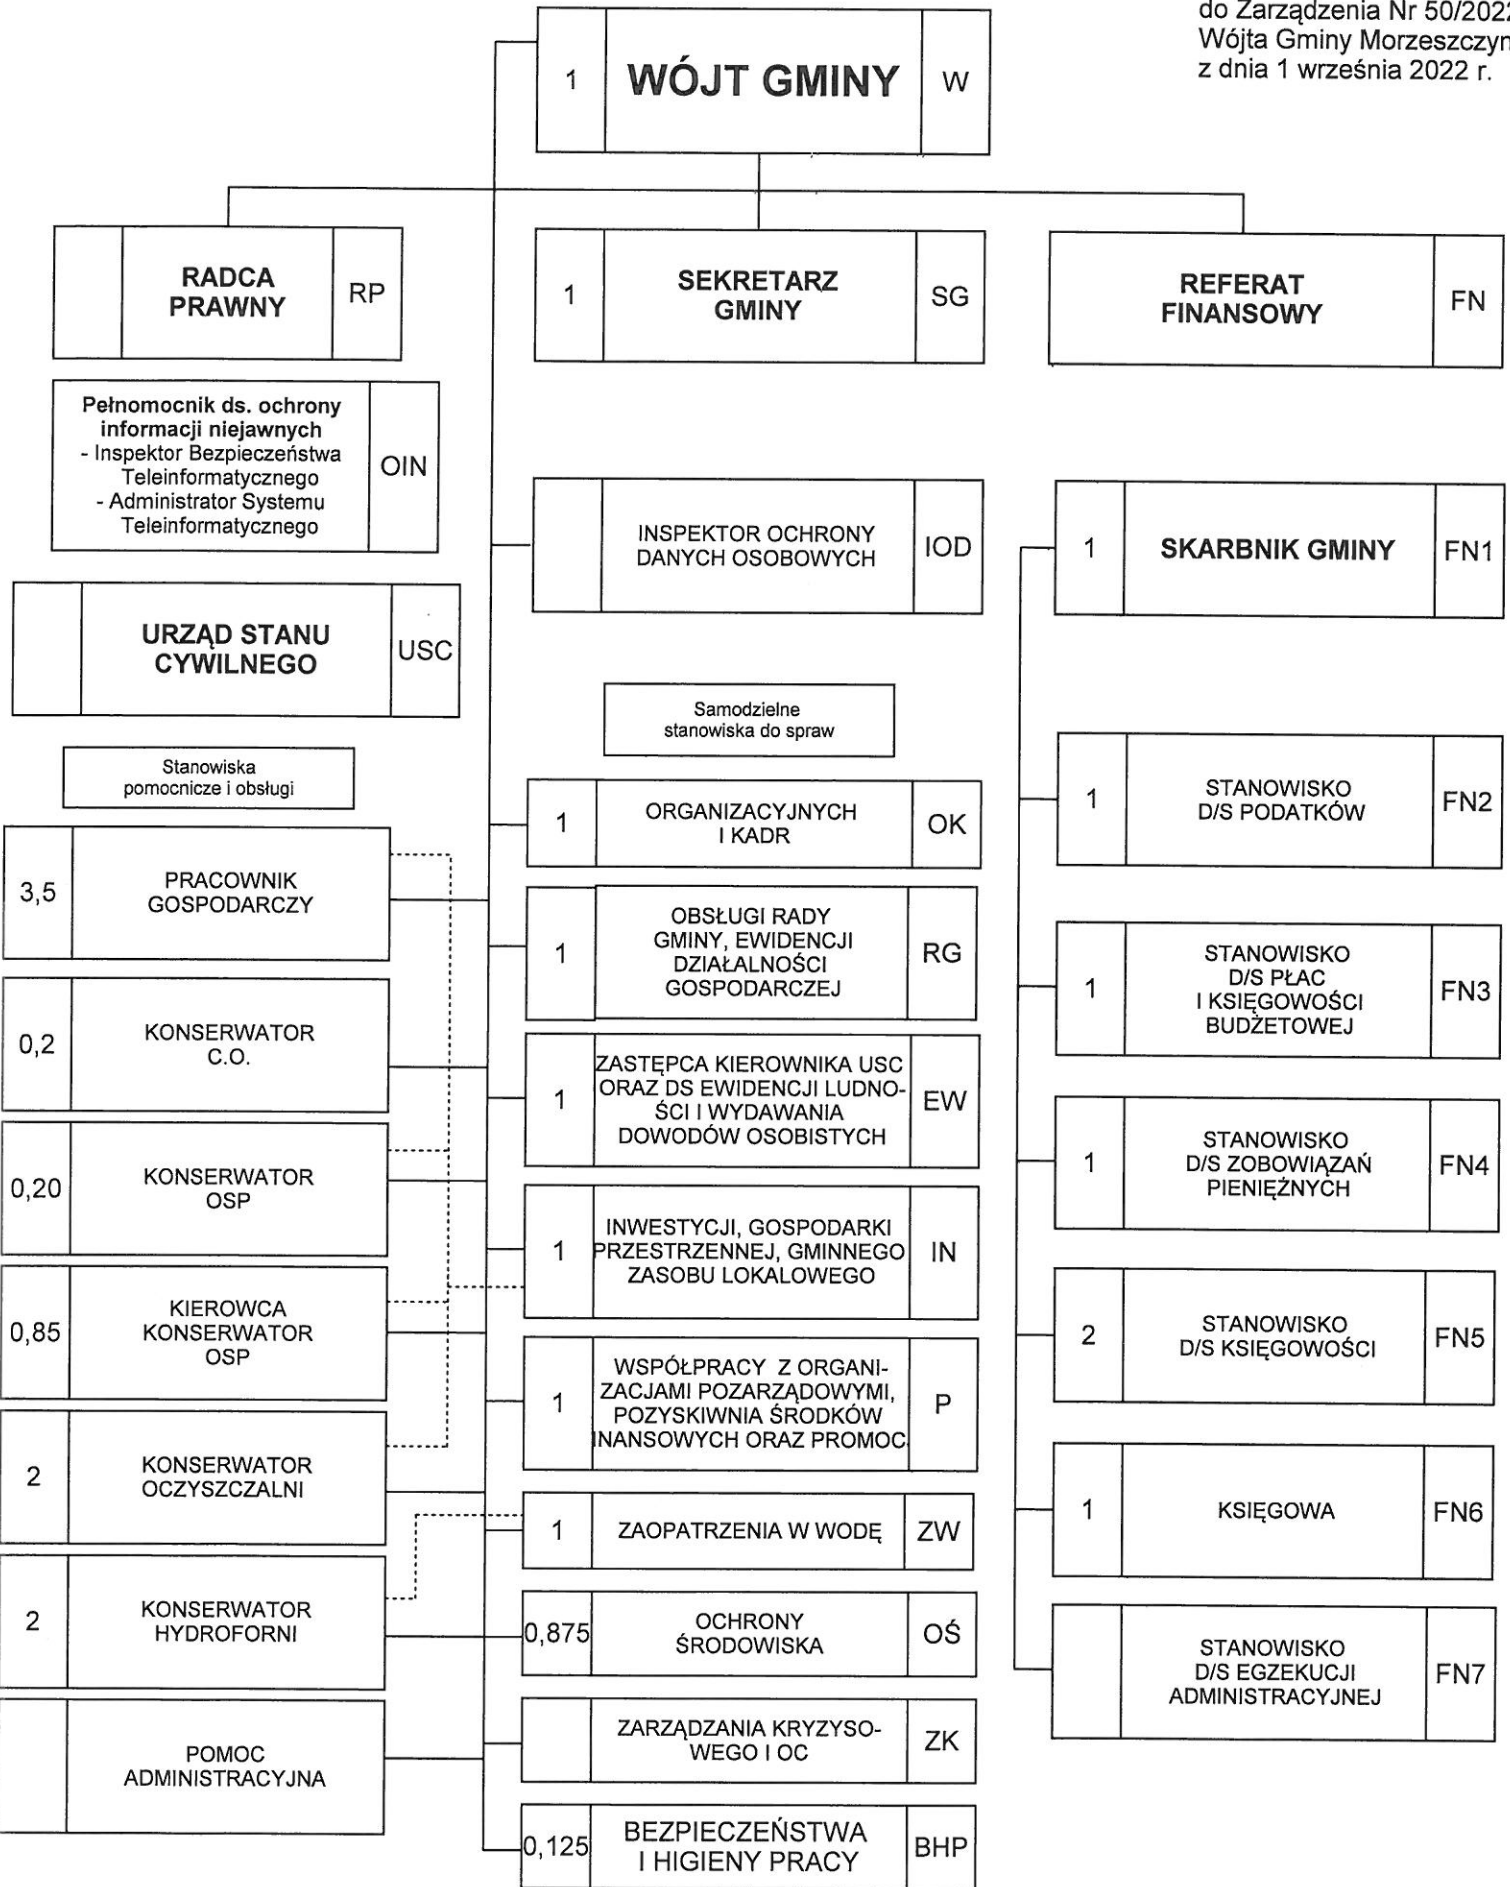 do Zarządzenia Nr 50/2022
Wójta Gminy Morzeszczyn
z dnia 1 września 2022 r.
1
WÓJT GMINY
W
RADCA
PRAWNY
RP
1
SEKRETARZ
GMINY
SG
REFERAT
FINANSOWY
FN
Pełnomocnik ds. ochrony
informacji niejawnych
- Inspektor Bezpieczeństwa
Teleinformatycznego
- Administrator Systemu
Teleinformatycznego
OIN
INSPEKTOR OCHRONY
DANYCH OSOBOWYCH
IOD
1
SKARBNIK GMINY
FN1
URZĄD STANU
CYWILNEGO
USC
Samodzielne
stanowiska do spraw
Stanowiska
pomocnicze i obsługi
3,5
PRACOWNIK
GOSPODARCZY
0,2
KONSERWATOR
C.O.
0,20
KONSERWATOR
OSP
0,85
KIEROWCA
KONSERWATOR
OSP
2
KONSERWATOR
OCZYSZCZALNI
2
KONSERWATOR
HYDROFORNI
POMOC
ADMINISTRACYJNA
1
ORGANIZACYJNYCH
I KADR
OK
1
OBSŁUGI RADY
GMINY, EWIDENCJI
DZIAŁALNOŚCI
GOSPODARCZEJ
RG
1
ZASTĘPCA KIEROWNIKA USC
ORAZ DS EWIDENCJI LUDNO-
ŚCI I WYDAWANIA
DOWODÓW OSOBISTYCH
EW
1
INWESTYCJI, GOSPODARKI
PRZESTRZENNEJ, GMINNEGO
ZASOBU LOKALOWEGO
IN
1
WSPÓŁPRACY Z ORGANI-
ZACJAMI POZARZĄDOWYMI,
POZYSKIWNIA ŚRODKÓW
INANSOWYCH ORAZ PROMOC
P
1
ZAOPATRZENIA W WODĘ
ZW
0,875
OCHRONY
ŚRODOWISKA
OŚ
ZARZĄDZANIA KRYZYSO-
WEGO I OC
ZK
0,125
BEZPIECZEŃSTWA
I HIGIENY PRACY
BHP
1
STANOWISKO
D/S PODATKÓW
FN2
1
STANOWISKO
D/S PŁAC
I KSIĘGOWOŚCI
BUDŻETOWEJ
FN3
1
STANOWISKO
D/S ZOBOWIĄZAŃ
PIENIĘŻNYCH
FN4
2
STANOWISKO
D/S KSIĘGOWOŚCI
FN5
1
KSIĘGOWA
FN6
STANOWISKO
D/S EGZEKUCJI
ADMINISTRACYJNEJ
FN7